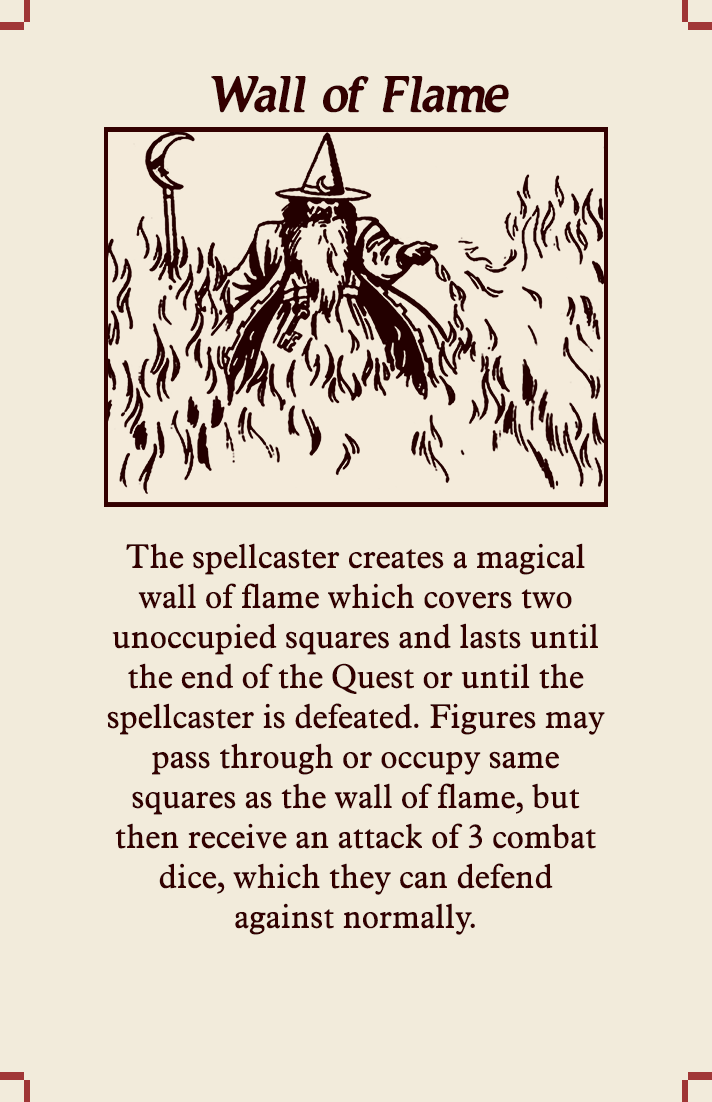 Wall of Flame
The spellcaster creates a magical
wall of flame which covers two
unoccupied squares and lasts until
the end of the Quest or until the
spellcaster is defeated. Figures may
pass through or occupy same
squares as the wall of flame, but
then receive an attack of 3 combat
dice, which they can defend
against normally.